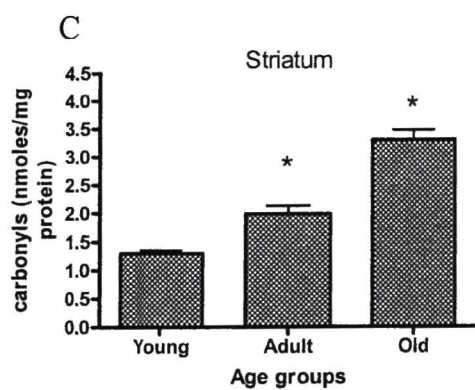 C
Striatum
carbonyls (nmoles/mg
protein)
4.5
4.0
3.5
3.0
2.5
2.0
1.5
1.0
0.5
0.0
*
*
Young Adult Old
Age groups